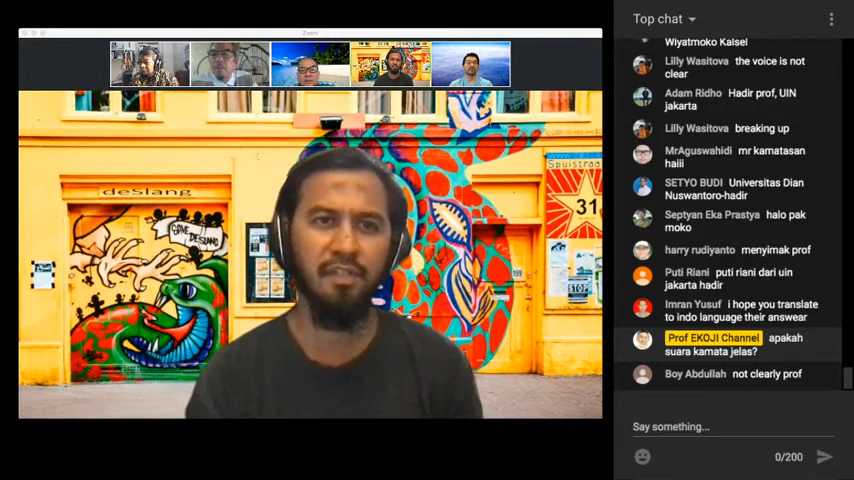 Zoom
deSlang
GONE
DESLANG
Spuistraat
31
199
STOP
Top chat
Wiyatmoko Kalsel
Lilly Wasitova the voice is not
clear
Adam Ridho Hadir prof, UIN
jakarta
Lilly Wasitova breaking up
MrAguswahidi mr kamatasan
haiii
SETYO BUDI Universitas Dian
Nuswantoro-hadir
Septyan Eka Prastya halo pak
moko
harry rudiyanto menyimak prof
Puti Riani puti riani dari uin
jakarta hadir
Imran Yusuf i hope you translate
to indo language their answear
Prof EKOJI Channel apakah
suara kamata jelas?
Boy Abdullah not clearly prof
Say something...
0/200